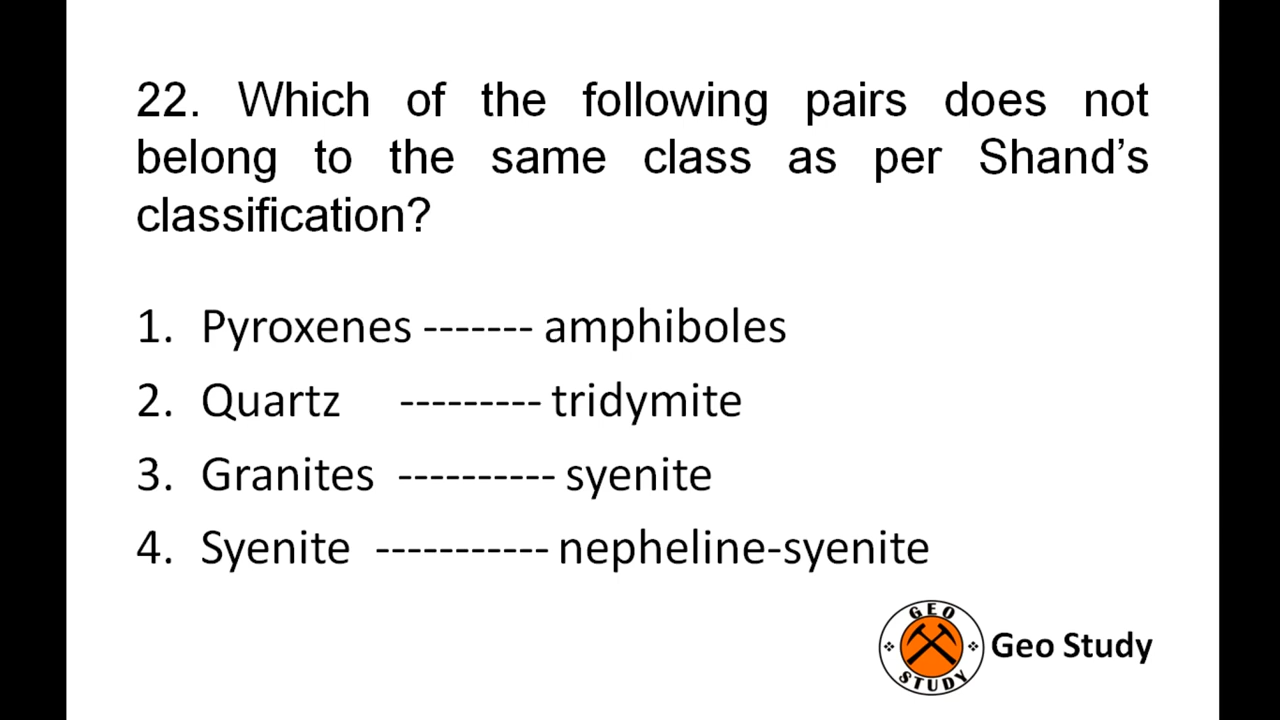 22. Which of the following pairs does not
belong to the same class as per Shand’s
classification?
1. Pyroxenes ------- amphiboles
2. Quartz --------- tridymite
3. Granites ---------- syenite
4. Syenite ----------- nepheline-syenite
GEO
STUDY
Geo Study